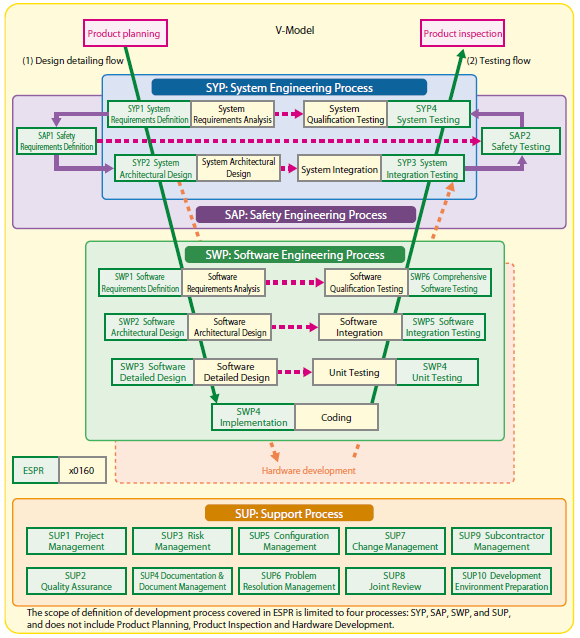 Product planning
V-Model
Product inspection
(1) Design detailing flow
(2) Testing flow
SYP: System Engineering Process
SYP1 System
Requirements Definition
System
Requirements Analysis
System
Qualification Testing
SYP4
System Testing
SAP1 Safety
Requirements Definition
SAP2
Safety Testing
SYP2 System
Architectural Design
System Architectural
Design
System Integration
SYP3 System
Integration Testing
SAP: Safety Engineering Process
SWP: Software Engineering Process
SWP1 Software
Requirements Definition
Software
Requirements Analysis
Software
Qualification Testing
SWP6 Comprehensive
Software Testing
SWP2 Software
Architectural Design
Software
Architectural Design
Software
Integration
SWP5 Software
Integration Testing
SWP3 Software
Detailed Design
Software
Detailed Design
Unit Testing
SWP4
Unit Testing
SWP4
Implementation
Coding
Hardware development
ESPR
x0160
SUP: Support Process
SUP1 Project
Management
SUP3 Risk
Management
SUP5 Configuration
Management
SUP7
Change Management
SUP9 Subcontractor
Management
SUP2
Quality Assurance
SUP4 Documentation &
Document Management
SUP6 Problem
Resolution Management
SUP8
Joint Review
SUP10 Development
Environment Preparation
The scope of definition of development process covered in ESPR is limited to four processes: SYP, SAP, SWP, and SUP,
and does not include Product Planning, Product Inspection and Hardware Development.